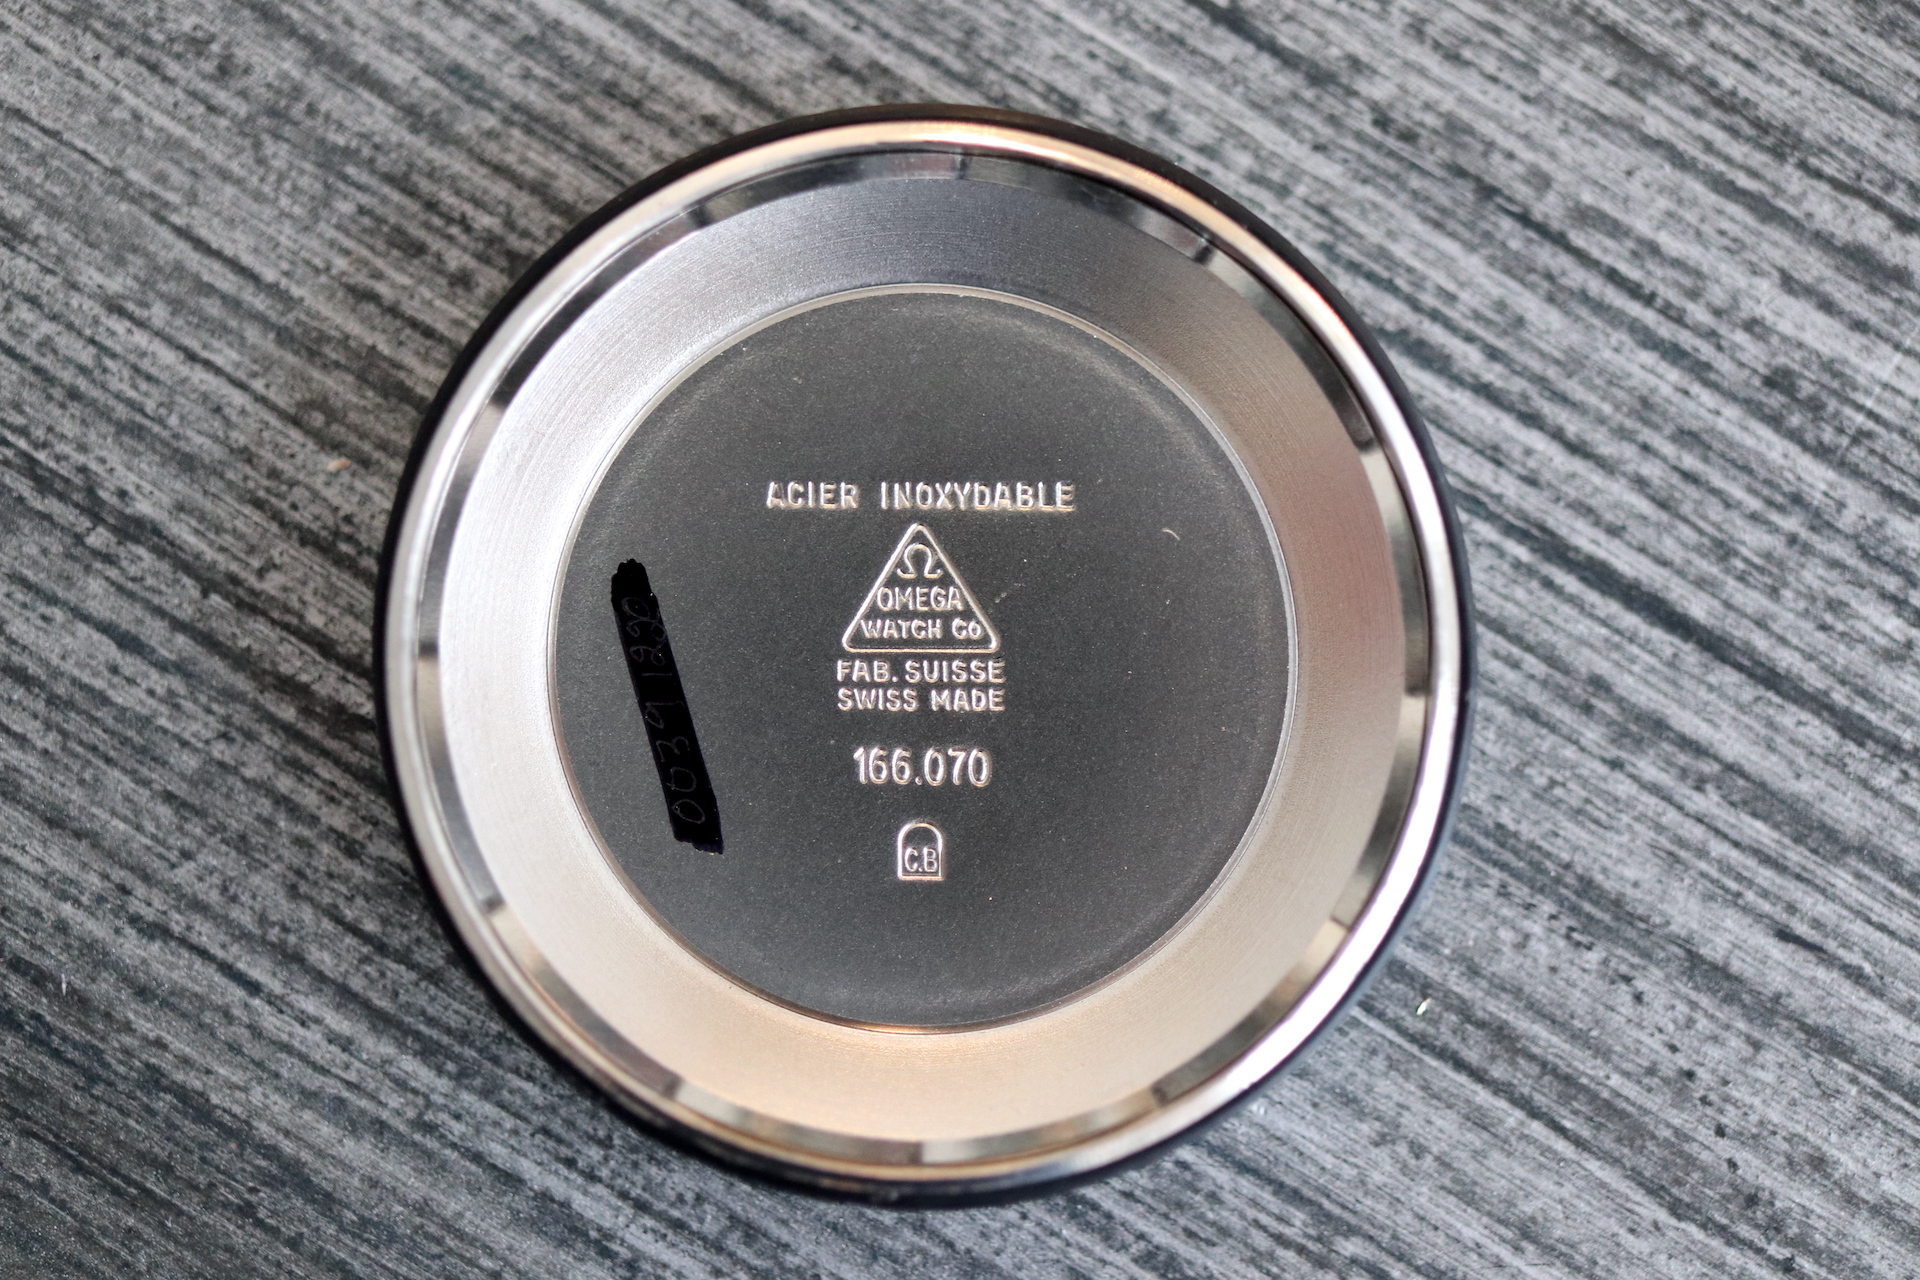 ACIER INOXYDABLE
Ω
OMEGA
WATCH Co
FAB. SUISSE
SWISS MADE
166.070
C.B